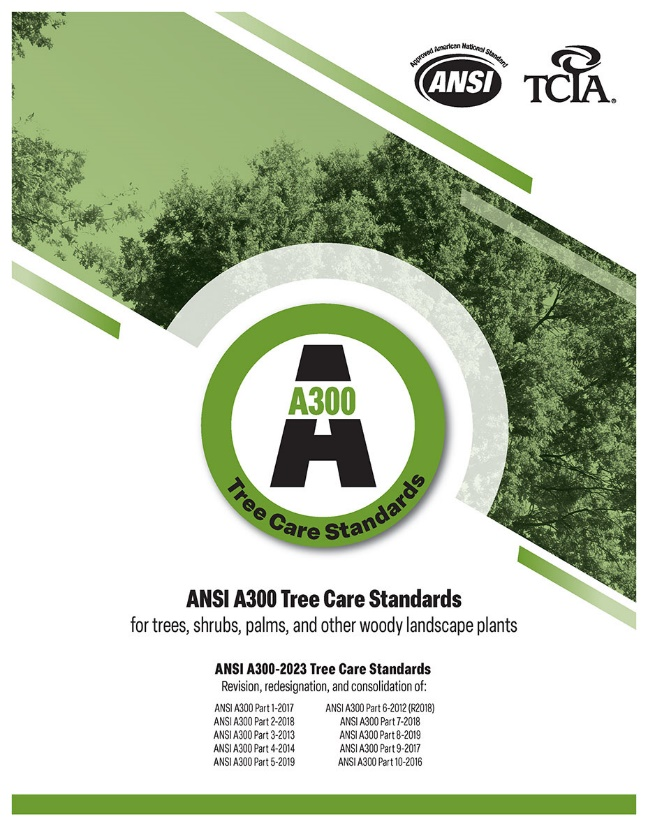 Approved American National Standard
ANSI
TCIA®
A300
Tree Care Standards
ANSI A300 Tree Care Standards
for trees, shrubs, palms, and other woody landscape plants
ANSI A300-2023 Tree Care Standards
Revision, redesignation, and consolidation of:
ANSI A300 Part 1-2017
ANSI A300 Part 2-2018
ANSI A300 Part 3-2013
ANSI A300 Part 4-2014
ANSI A300 Part 5-2019
ANSI A300 Part 6-2012 (R2018)
ANSI A300 Part 7-2018
ANSI A300 Part 8-2019
ANSI A300 Part 9-2017
ANSI A300 Part 10-2016